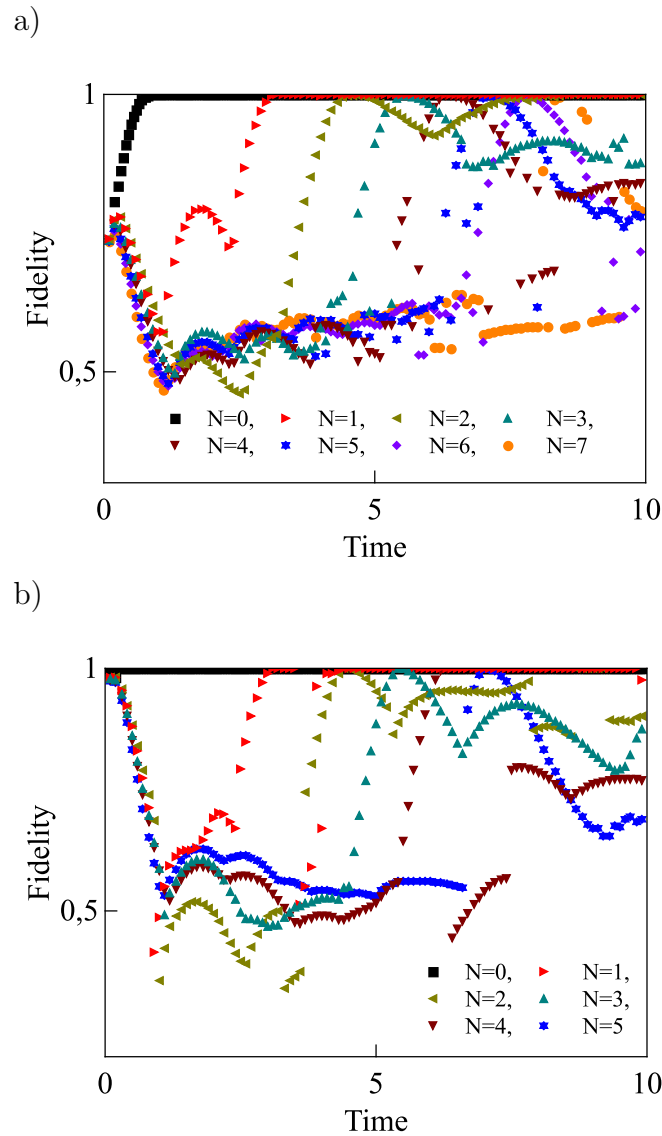 a)
1
Fidelity
0,5
N=0, N=1, N=2, N=3,
N=4, N=5, N=6, N=7
0 5 10
Time
b)
1
Fidelity
0,5
N=0, N=1,
N=2, N=3,
N=4, N=5
0 5 10
Time